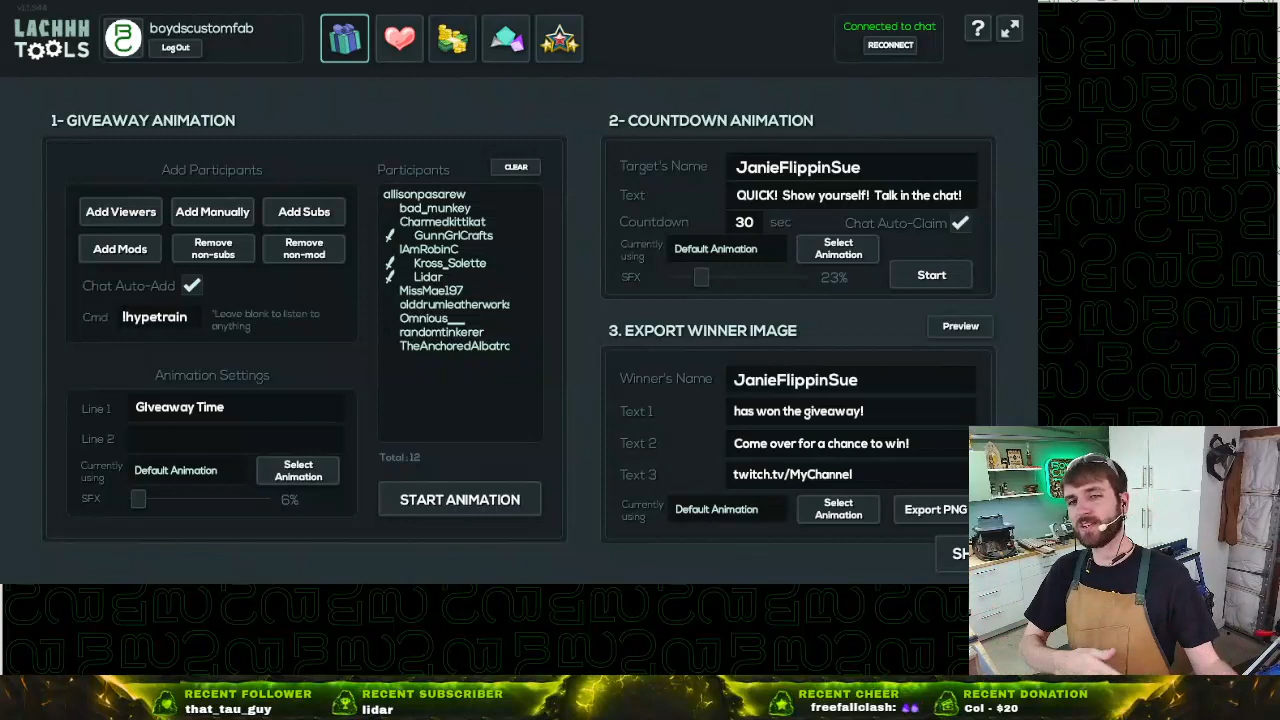 v1.1.044
LACHHH
TOOLS
boydscustomfab
Log Out
Connected to chat
RECONNECT
?
1- GIVEAWAY ANIMATION
Add Participants
Add Viewers
Add Manually
Add Subs
Add Mods
Remove
non-subs
Remove
non-mod
Chat Auto-Add
Cmd
!hypetrain
*Leave blank to listen to
anything
Animation Settings
Line 1
GIveaway Time
Line 2
Currently
using
Default Animation
Select
Animation
SFX
6%
Participants
CLEAR
allisonpasarew
bad_munkey
Charmedkittikat
GunnGrlCrafts
IAmRobinC
Kross_Solette
Lidar
MissMae197
olddrumleatherworks
Omnious___
randomtinkerer
TheAnchoredAlbatro
Total :12
START ANIMATION
2- COUNTDOWN ANIMATION
Target's Name
JanieFlippinSue
Text
QUICK! Show yourself! Talk in the chat!
Countdown
30
sec
Chat Auto-Claim
Currently
using
Default Animation
Select
Animation
SFX
23%
Start
3. EXPORT WINNER IMAGE
Preview
Winner's Name
JanieFlippinSue
Text 1
has won the giveaway!
Text 2
Come over for a chance to win!
Text 3
twitch.tv/MyChannel
Currently
using
Default Animation
Select
Animation
Export PNG
RECENT FOLLOWER
that_tau_guy
RECENT SUBSCRIBER
lidar
RECENT CHEER
freefallclash:
RECENT DONATION
Col - $20